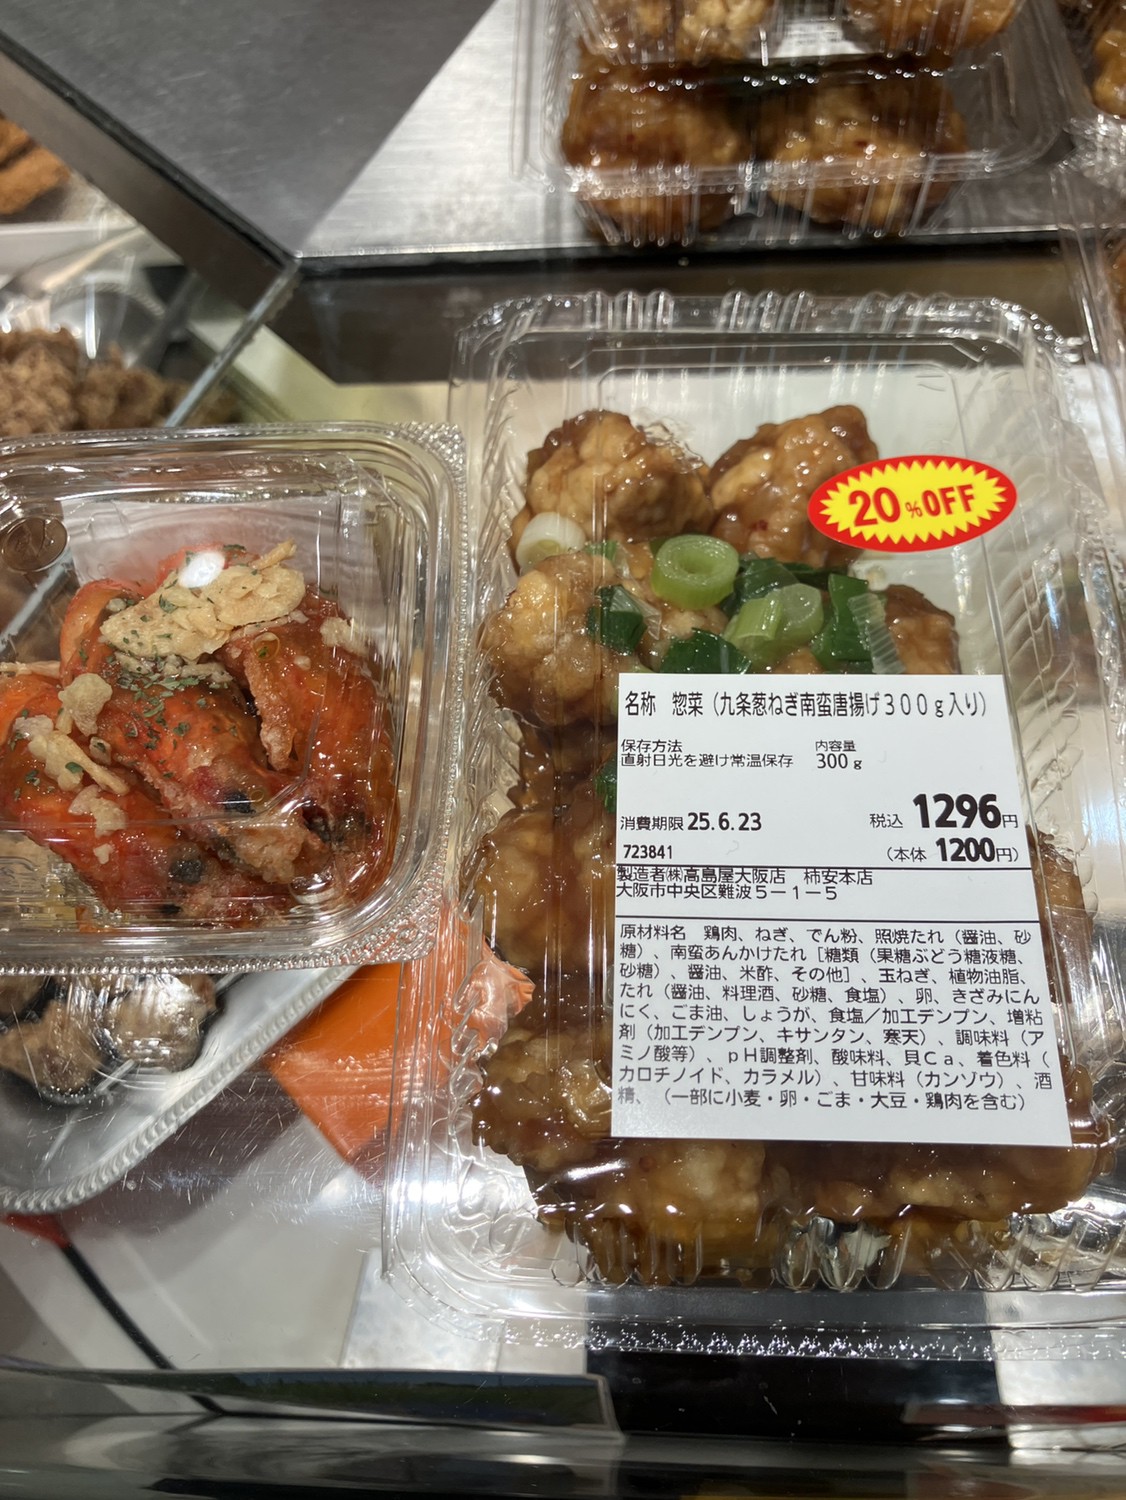 20%OFF
名称　惣菜（九条葱ねぎ南蛮唐揚げ３００ｇ入り）
保存方法
直射日光を避け常温保存
内容量
300g
消費期限25.6.23
税込 1296円
723841
（本体 1200円）
製造者㈱高島屋大阪店　柿安本店
大阪市中央区難波５－１－５
原材料名　鶏肉、ねぎ、でん粉、照焼たれ（醤油、砂
糖）、南蛮あんかけたれ［糖類（果糖ぶどう糖液糖、
砂糖）、醤油、米酢、その他］、玉ねぎ、植物油脂、
たれ（醤油、料理酒、砂糖、食塩）、卵、きざみにん
にく、ごま油、しょうが、食塩／加工デンプン、増粘
剤（加工デンプン、キサンタン、寒天）、調味料（ア
ミノ酸等）、ｐＨ調整剤、酸味料、貝Ｃａ、着色料（
カロチノイド、カラメル）、甘味料（カンゾウ）、酒
精、（一部に小麦・卵・ごま・大豆・鶏肉を含む）